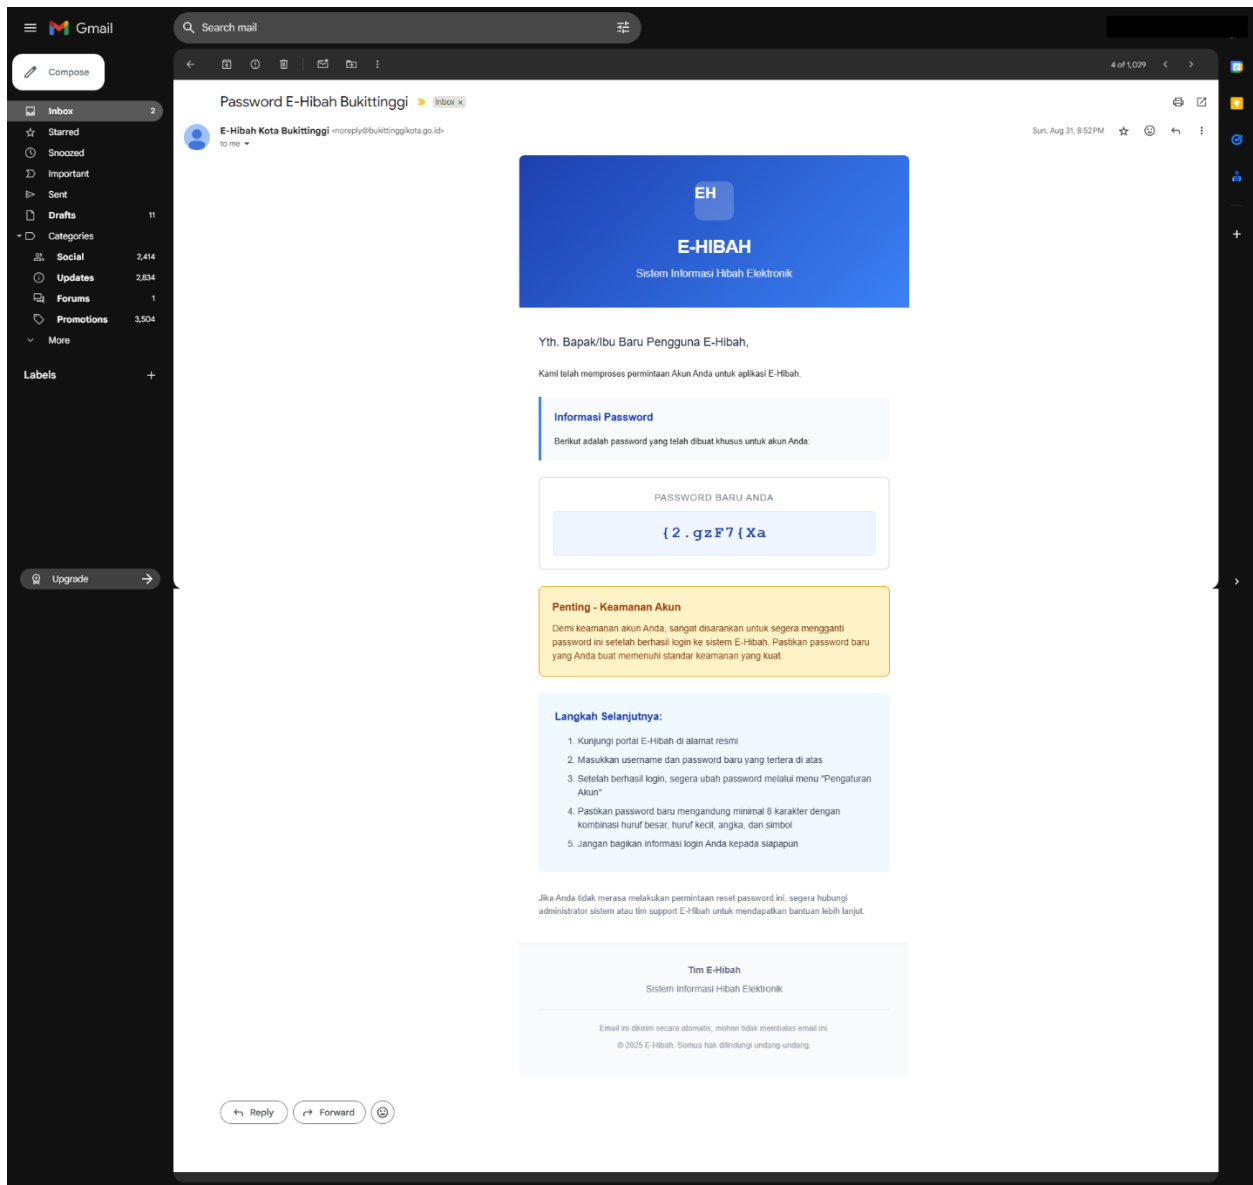 Gmail
Search mail
Compose
4 of 1,029
Inbox 2
Starred
Snoozed
Important
Sent
Drafts 11
Categories
Social 2,414
Updates 2,834
Forums 1
Promotions 3,504
More
Labels
Upgrade
Password E-Hibah Bukittinggi Inbox x
E-Hibah Kota Bukittinggi <noreply@bukittinggikota.go.id>
to me
Sun, Aug 31, 8:52 PM
EH
E-HIBAH
Sistem Informasi Hibah Elektronik
Yth. Bapak/Ibu Baru Pengguna E-Hibah,
Kami telah memproses permintaan Akun Anda untuk aplikasi E-Hibah.
Informasi Password
Berikut adalah password yang telah dibuat khusus untuk akun Anda:
PASSWORD BARU ANDA
{2.gzF7{Xa
Penting - Keamanan Akun
Demi keamanan akun Anda, sangat disarankan untuk segera mengganti
password ini setelah berhasil login ke sistem E-Hibah. Pastikan password baru
yang Anda buat memenuhi standar keamanan yang kuat.
Langkah Selanjutnya:
1. Kunjungi portal E-Hibah di alamat resmi
2. Masukkan username dan password baru yang tertera di atas
3. Setelah berhasil login, segera ubah password melalui menu "Pengaturan
Akun"
4. Pastikan password baru mengandung minimal 8 karakter dengan
kombinasi huruf besar, huruf kecil, angka, dan simbol
5. Jangan bagikan informasi login Anda kepada siapapun
Jika Anda tidak merasa melakukan permintaan reset password ini, segera hubungi
administrator sistem atau tim support E-Hibah untuk mendapatkan bantuan lebih lanjut.
Tim E-Hibah
Sistem Informasi Hibah Elektronik
Email ini dikirim secara otomatis, mohon tidak membalas email ini.
© 2025 E-Hibah. Semua hak dilindungi undang-undang.
Reply
Forward